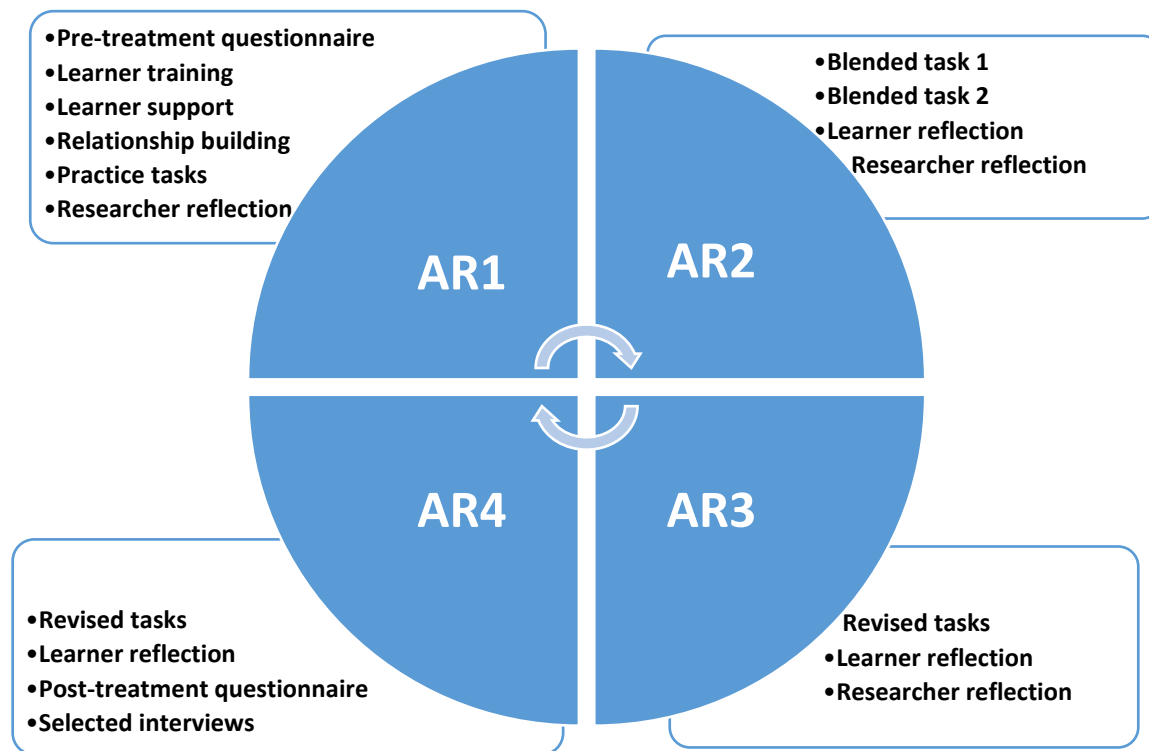 •Pre-treatment questionnaire
•Learner training
•Learner support
•Relationship building
•Practice tasks
•Researcher reflection
•Blended task 1
•Blended task 2
•Learner reflection
Researcher reflection
AR1
AR2
AR4
AR3
•Revised tasks
•Learner reflection
•Post-treatment questionnaire
•Selected interviews
Revised tasks
•Learner reflection
•Researcher reflection